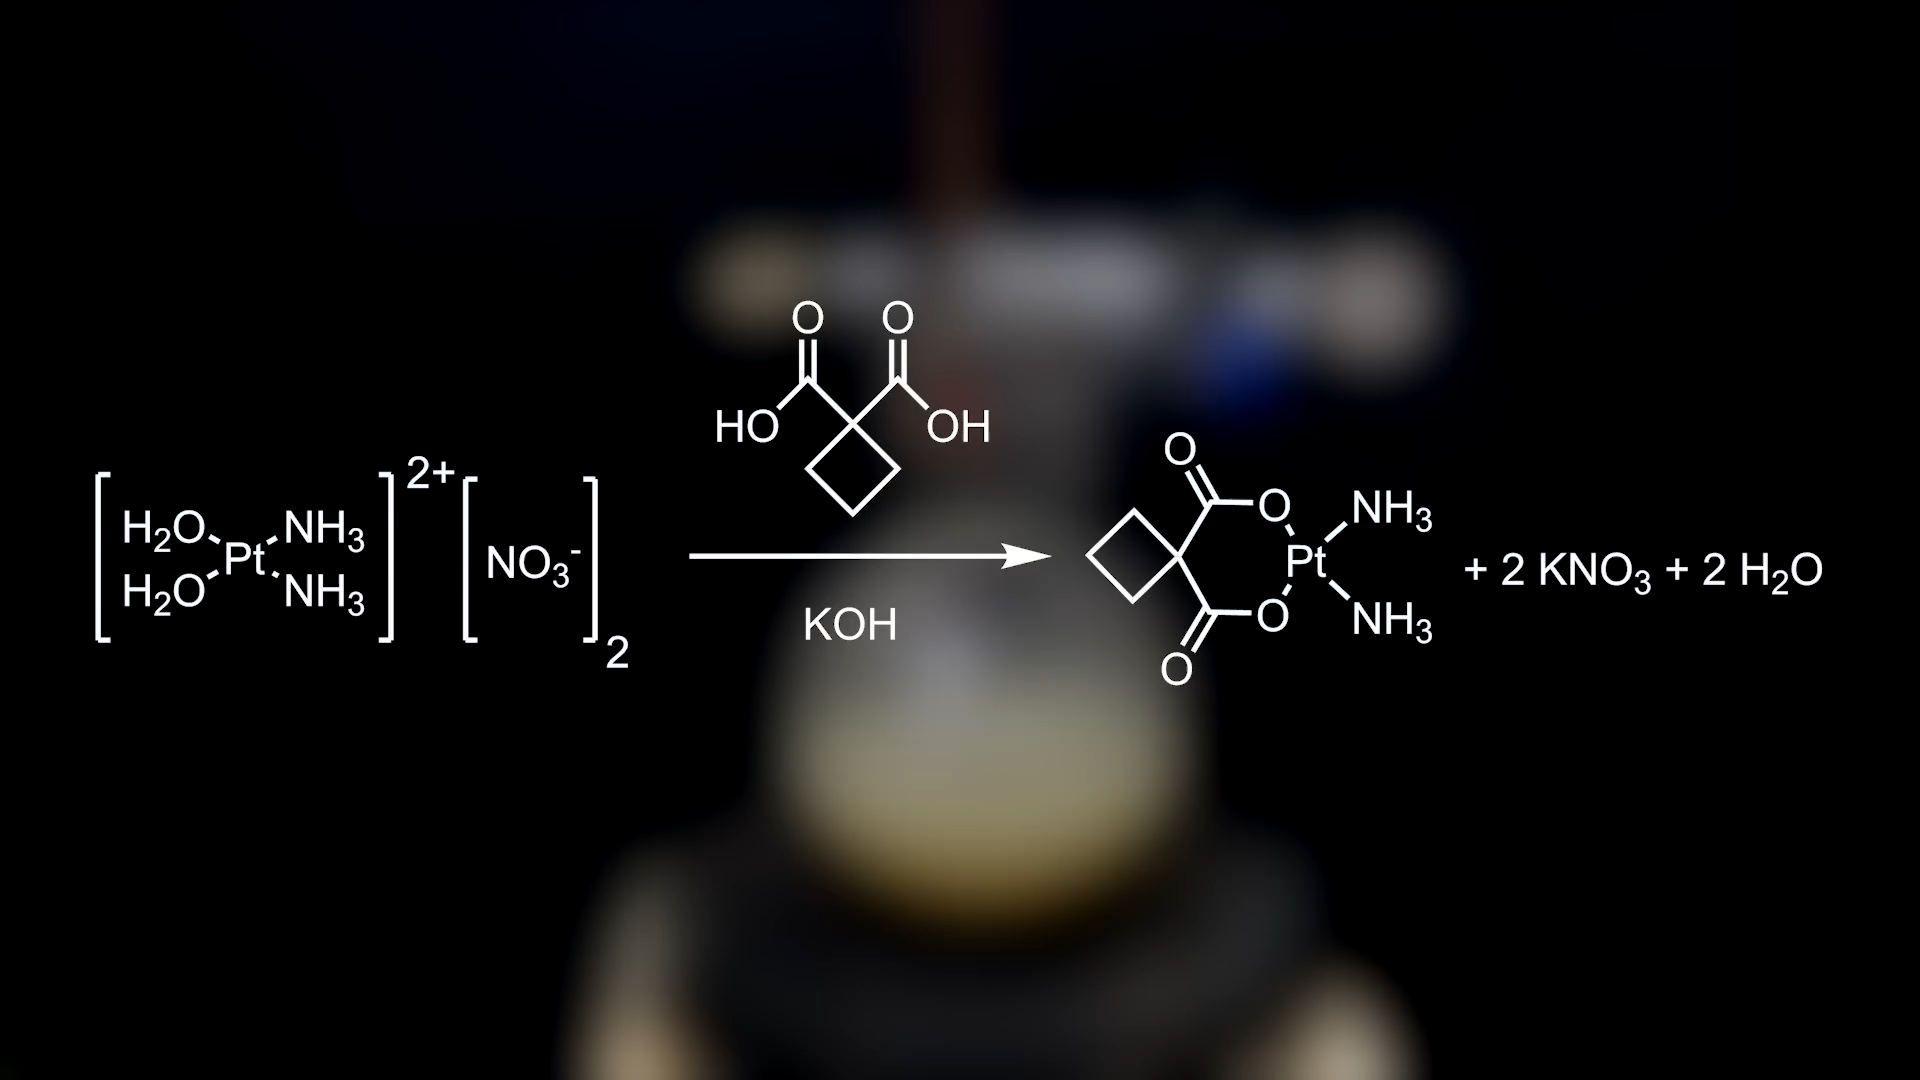 O O
HO OH
[H₂O Pt NH₃
H₂O NH₃]²⁺ [NO₃⁻]₂
KOH
O
O NH₃
Pt + 2 KNO₃ + 2 H₂O
O NH₃
O